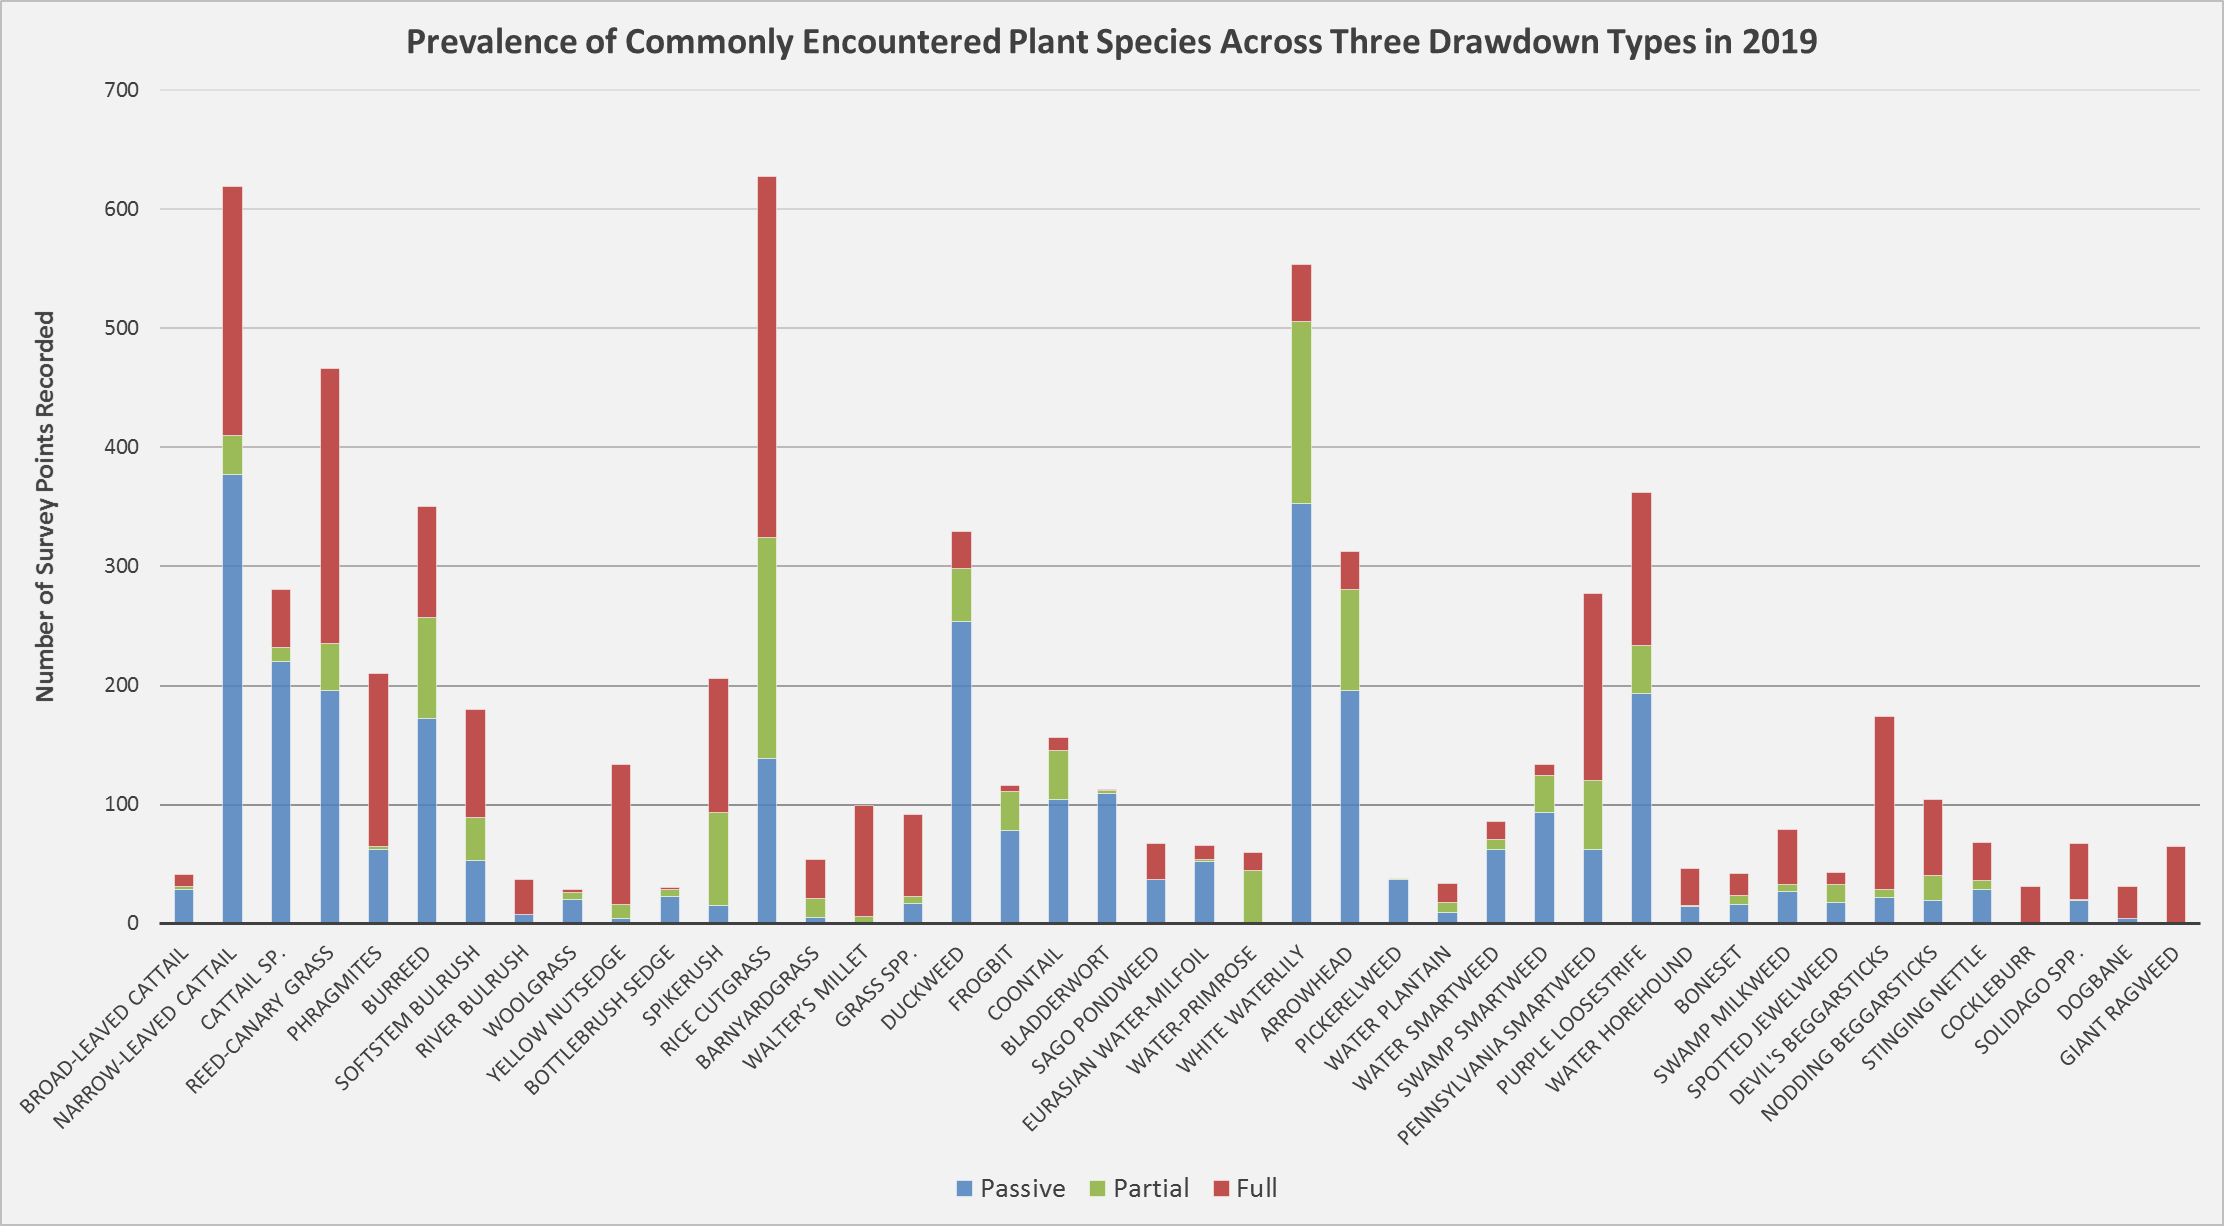 Prevalence of Commonly Encountered Plant Species Across Three Drawdown Types in 2019
Number of Survey Points Recorded
700
600
500
400
300
200
100
0
BROAD-LEAVED CATTAIL
NARROW-LEAVED CATTAIL
CATTAIL SP.
REED-CANARY GRASS
PHRAGMITES
BURREED
SOFTSTEM BULRUSH
RIVER BULRUSH
WOOLGRASS
YELLOW NUTSEDGE
BOTTLEBRUSH SEDGE
SPIKERUSH
RICE CUTGRASS
BARNYARDGRASS
WALTER'S MILLET
GRASS SPP.
DUCKWEED
FROGBIT
COONTAIL
BLADDERWORT
SAGO PONDWEED
EURASIAN WATER-MILFOIL
WATER-PRIMROSE
WHITE WATERLILY
ARROWHEAD
PICKERELWEED
WATER PLANTAIN
WATER SMARTWEED
SWAMP SMARTWEED
PENNSYLVANIA SMARTWEED
PURPLE LOOSESTRIFE
WATER HOREHOUND
BONESET
SWAMP MILKWEED
SPOTTED JEWELWEED
DEVIL'S BEGGARSTICKS
NODDING BEGGARSTICKS
STINGING NETTLE
COCKLEBURR
SOLIDAGO SPP.
DOGBANE
GIANT RAGWEED
Passive Partial Full